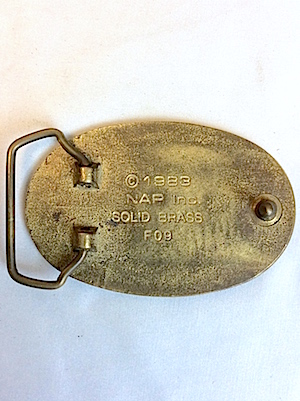 © 1983
NAP Inc.
SOLID BRASS
F09